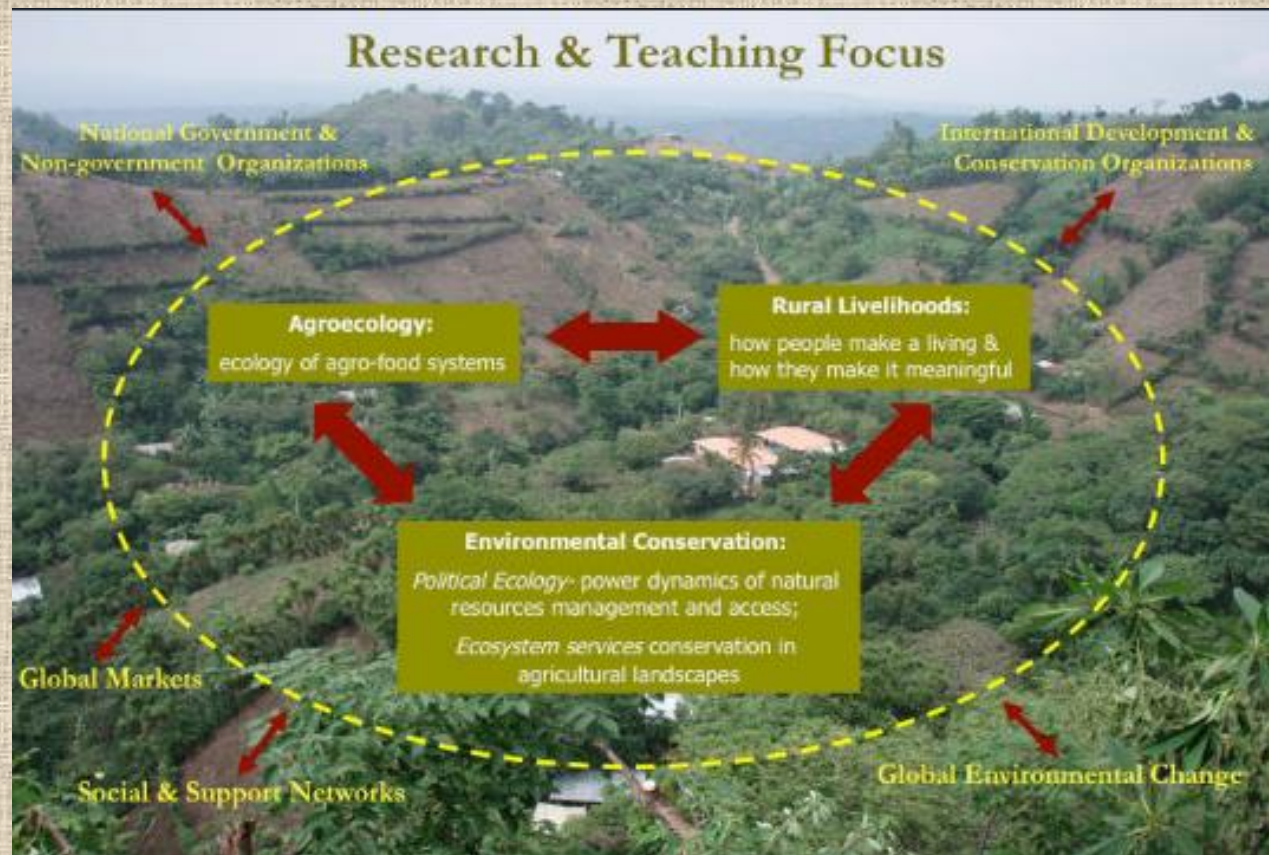 Research & Teaching Focus
National Government &
Non-government Organizations
International Development &
Conservation Organizations
Agroecology:
ecology of agro-food systems
Rural Livelihoods:
how people make a living &
how they make it meaningful
Environmental Conservation:
Political Ecology- power dynamics of natural
resources management and access;
Ecosystem services conservation in
agricultural landscapes
Global Markets
Social & Support Networks
Global Environmental Change